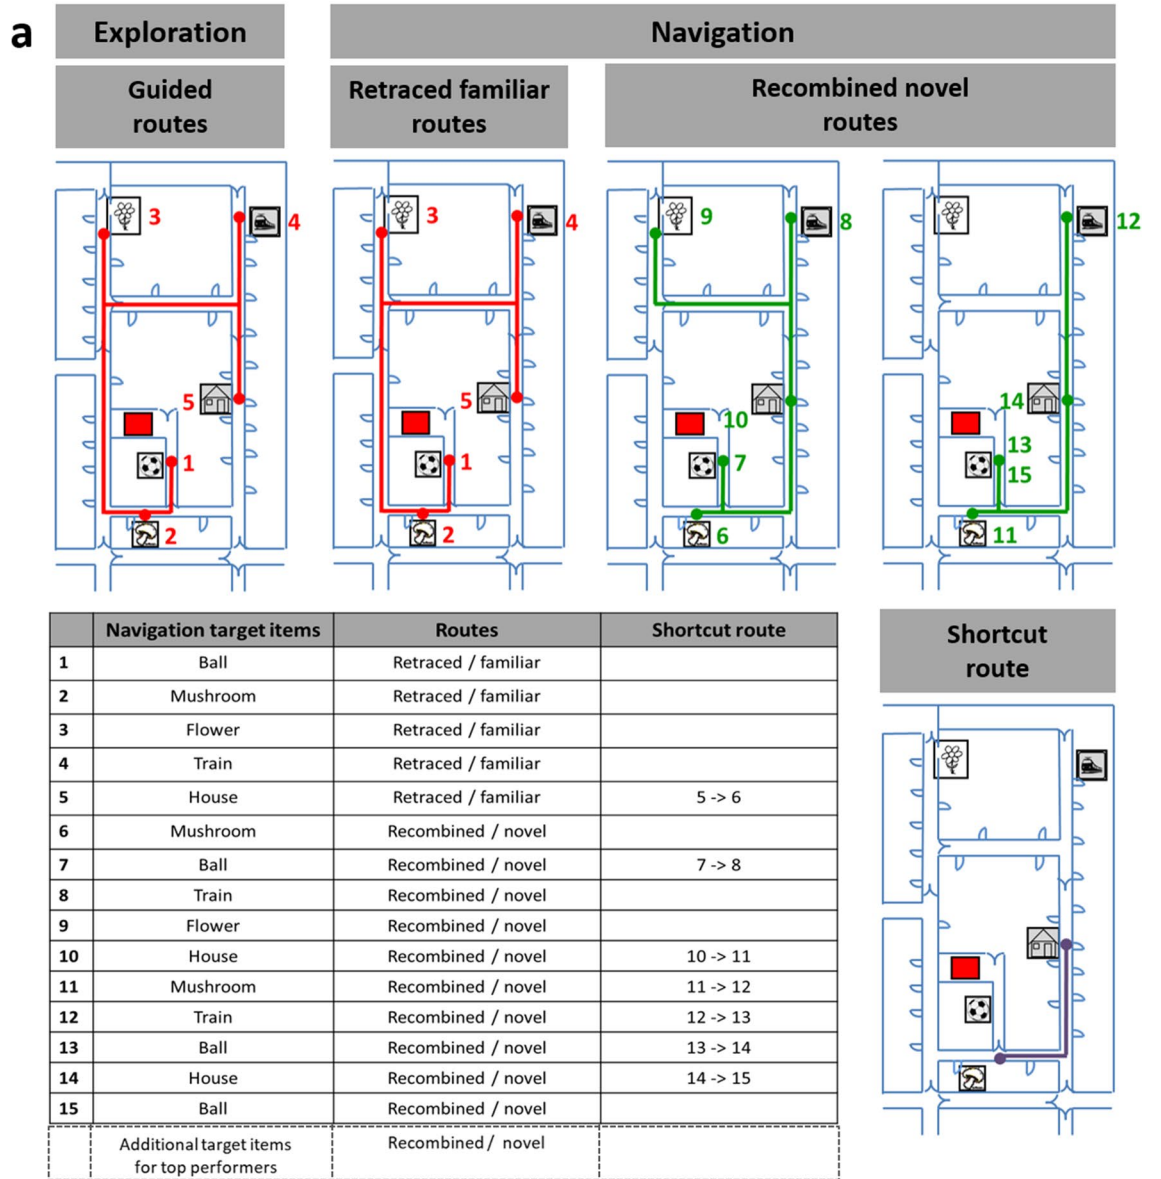 a
Exploration
Navigation
Guided
routes
Retraced familiar
routes
Recombined novel
routes
3
4
5
1
2
3
4
5
1
2
9
8
10
7
6
12
14
13
15
11
Navigation target items Routes Shortcut route
1 Ball Retraced / familiar
2 Mushroom Retraced / familiar
3 Flower Retraced / familiar
4 Train Retraced / familiar
5 House Retraced / familiar 5 -> 6
6 Mushroom Recombined / novel
7 Ball Recombined / novel 7 -> 8
8 Train Recombined / novel
9 Flower Recombined / novel
10 House Recombined / novel 10 -> 11
11 Mushroom Recombined / novel 11 -> 12
12 Train Recombined / novel 12 -> 13
13 Ball Recombined / novel 13 -> 14
14 House Recombined / novel 14 -> 15
15 Ball Recombined / novel
Additional target items Recombined / novel
for top performers
Shortcut
route